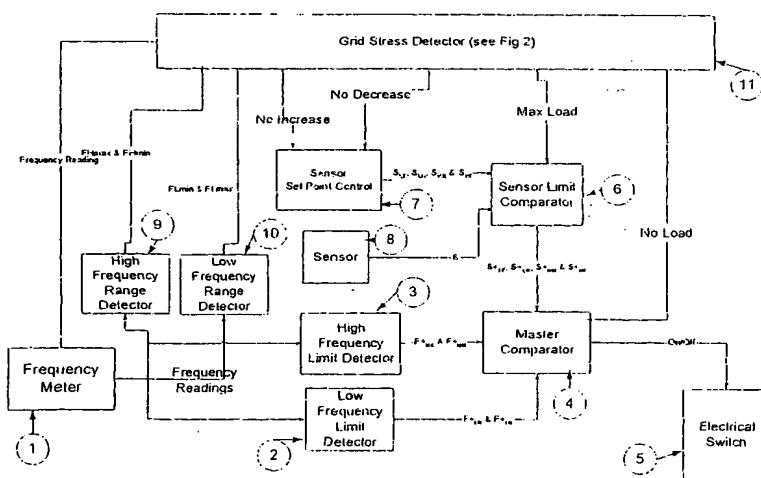 Grid Strass Detector (see Fig 2)
11
No Decrease
No Increase
Max Load
Frequency Reading
Sensor
Set Point Control
7
Sensor Limit
Comparator
6
No Load
9
10
8
Sensor
High
Frequency
Range
Detector
Low
Frequency
Range
Detector
3
High
Frequency
Limit Detector
Master
Comparator
4
On/off
Frequency
Meter
1
Frequency
Readings
Low
Frequency
Limit
Detector
2
Electrical
Switch
5